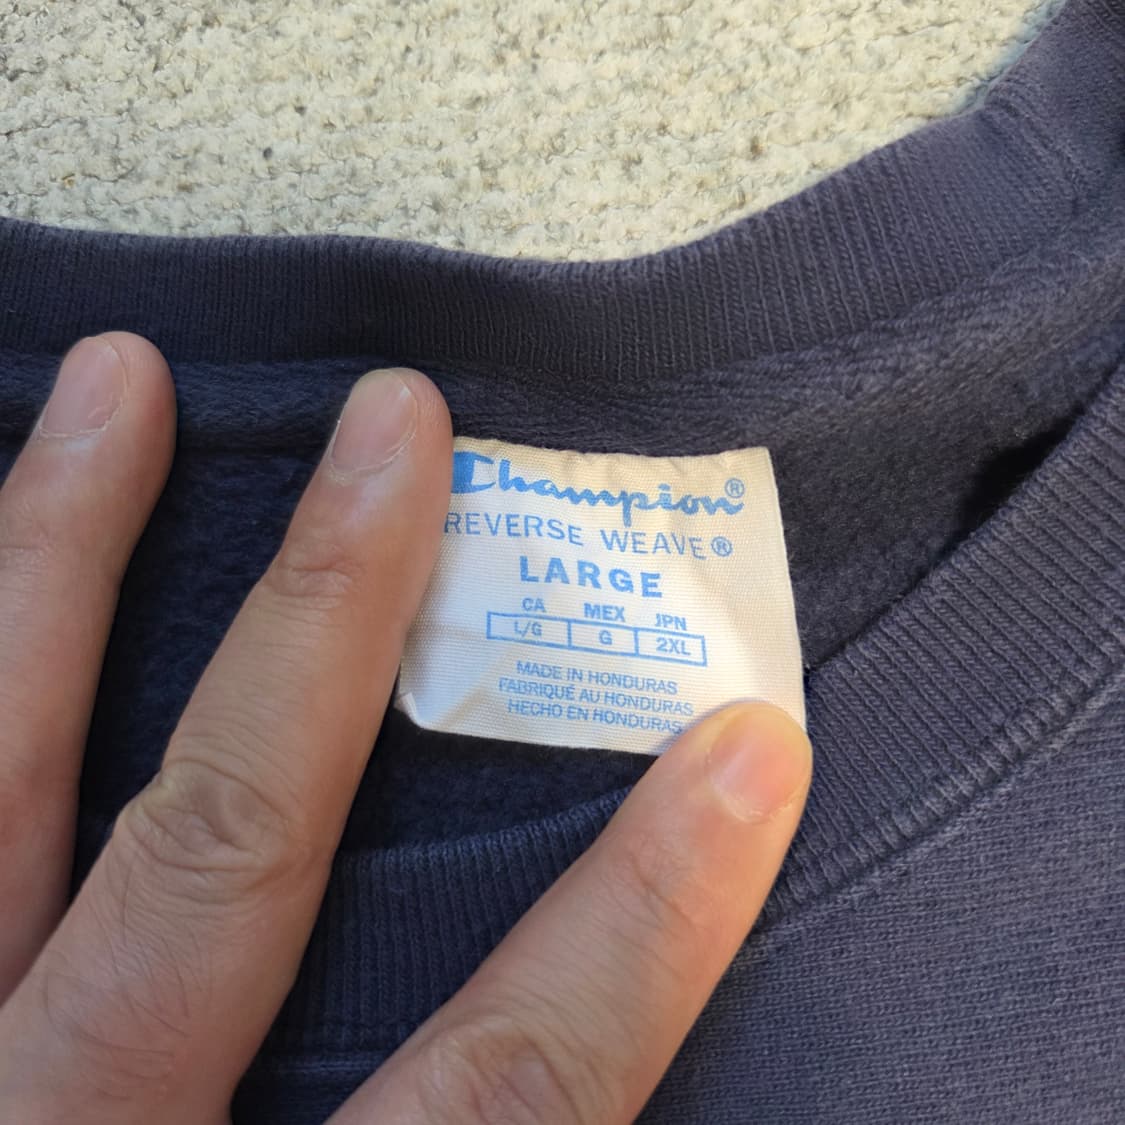 Champion®
REVERSE WEAVE®
LARGE
CA MEX JPN
L/G G 2XL
MADE IN HONDURAS
FABRIQUÉ AU HONDURAS
HECHO EN HONDURAS